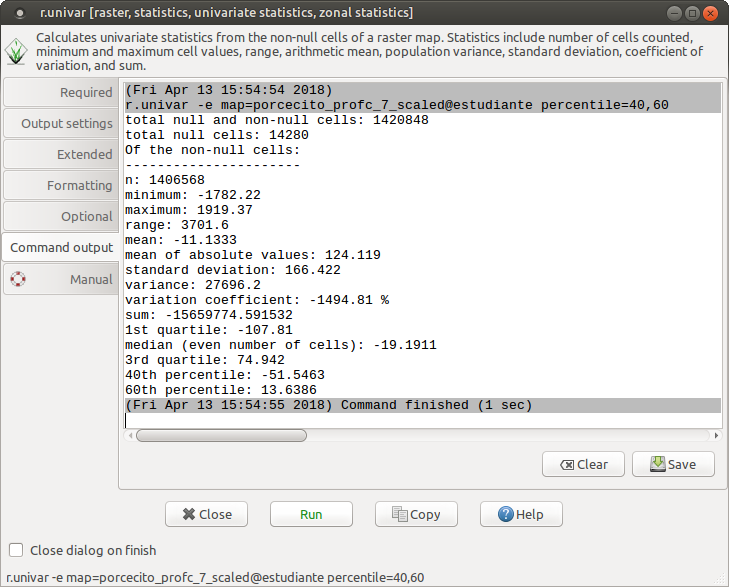 r.univar [raster, statistics, univariate statistics, zonal statistics]
Calculates univariate statistics from the non-null cells of a raster map. Statistics include number of cells counted,
minimum and maximum cell values, range, arithmetic mean, population variance, standard deviation, coefficient of
variation, and sum.
Required
Output settings
Extended
Formatting
Optional
Command output
Manual
(Fri Apr 13 15:54:54 2018)
r.univar -e map=porcecito_profc_7_scaled@estudiante percentile=40,60
total null and non-null cells: 1420848
total null cells: 14280
Of the non-null cells:
----------------------
n: 1406568
minimum: -1782.22
maximum: 1919.37
range: 3701.6
mean: -11.1333
mean of absolute values: 124.119
standard deviation: 166.422
variance: 27696.2
variation coefficient: -1494.81 %
sum: -15659774.591532
1st quartile: -107.81
median (even number of cells): -19.1911
3rd quartile: 74.942
40th percentile: -51.5463
60th percentile: 13.6386
(Fri Apr 13 15:54:55 2018) Command finished (1 sec)
Clear
Save
Close
Run
Copy
Help
Close dialog on finish
r.univar -e map=porcecito_profc_7_scaled@estudiante percentile=40,60